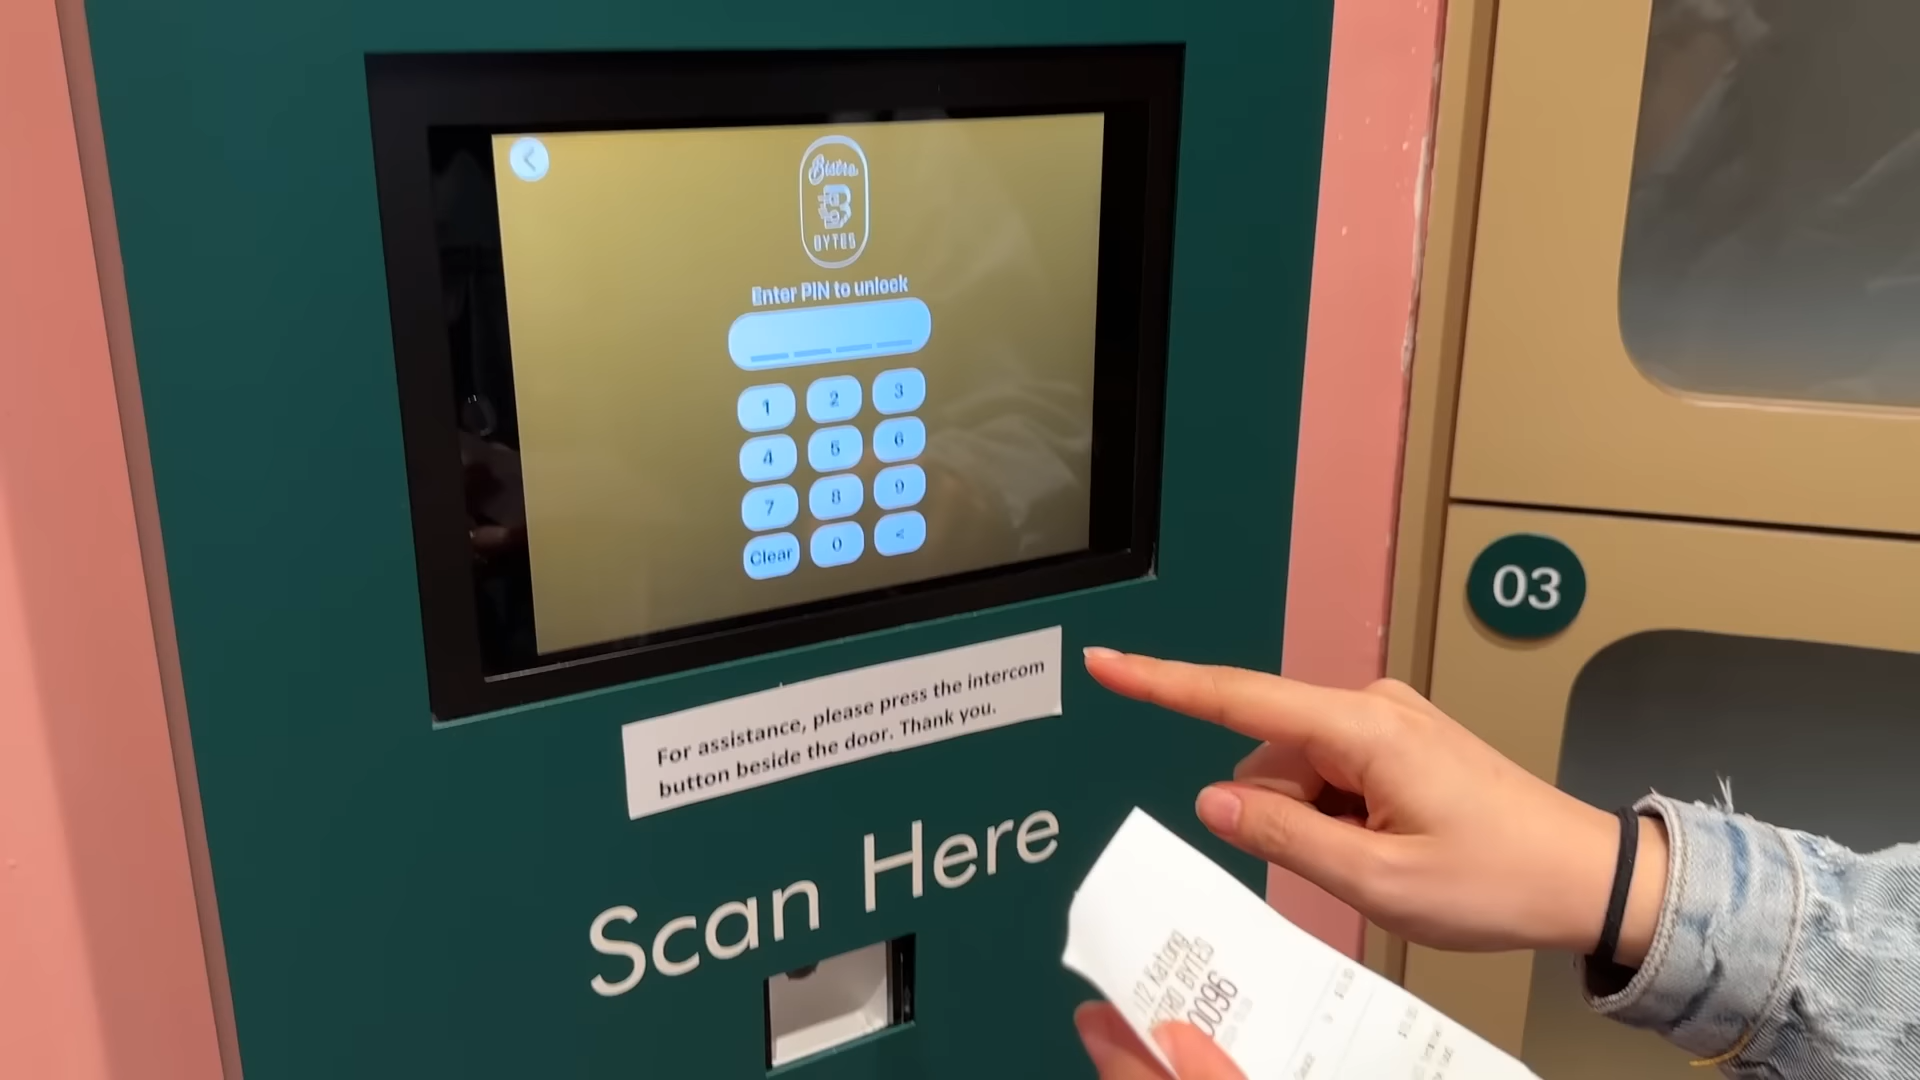 Bistro
B
BYTES
Enter PIN to unlock
1 2 3
4 5 6
7 8 9
Clear 0 <
For assistance, please press the intercom
button beside the door. Thank you.
Scan Here
03
Katong
BYTES
0096